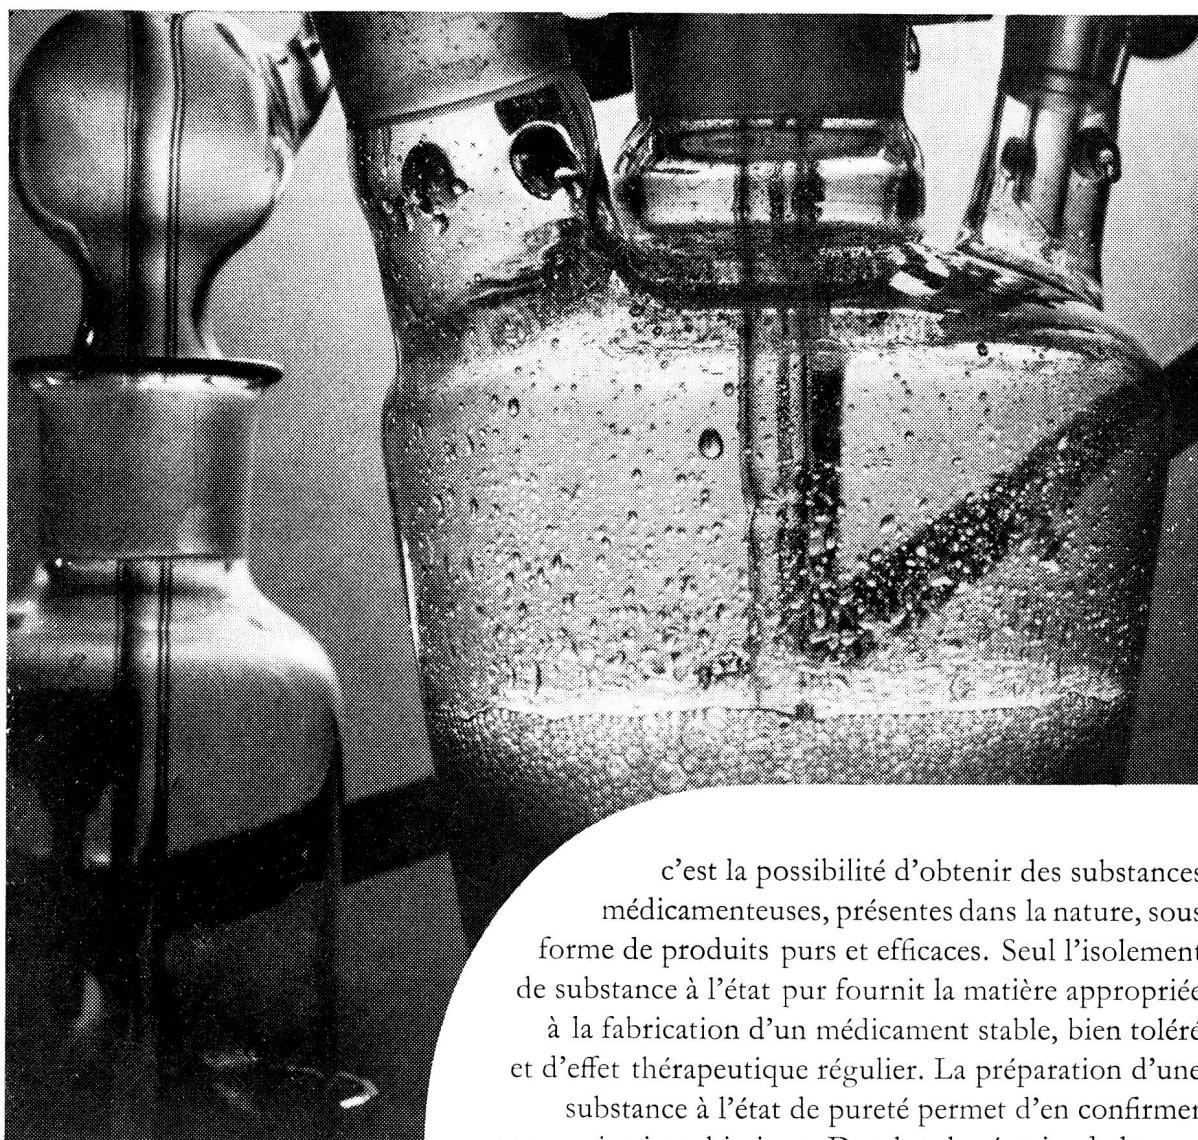 c’est la possibilité d’obtenir des substances
médicamenteuses, présentes dans la nature, sous
forme de produits purs et efficaces. Seul l’isolement
de substance à l’état pur fournit la matière appropriée
à la fabrication d’un médicament stable, bien toléré
et d’effet thérapeutique régulier. La préparation d’une
substance à l’état de pureté permet d’en confirmer